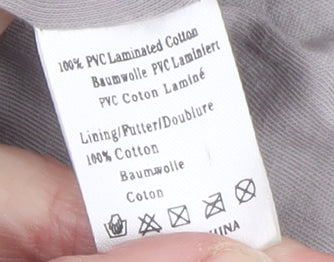 100% PVC Laminated Cotton
Baumwolle PVC Laminiert
PVC Coton Laminé
Lining/Futter/Doublure
100% Cotton
Baumwolle
Coton